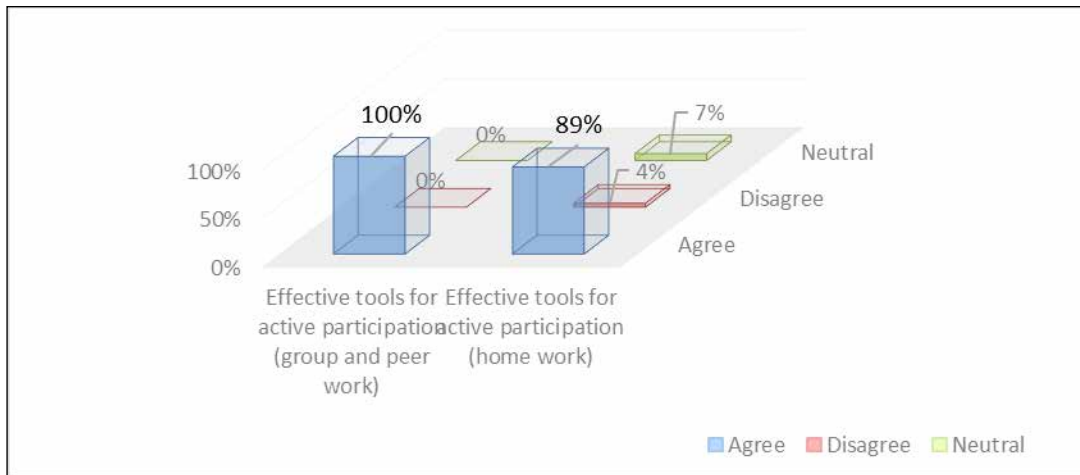 100%
0%
89%
7%
0%
4%
100%
50%
0%
Neutral
Disagree
Agree
Effective tools for active participation (group and peer work)
Effective tools for active participation (home work)
Agree Disagree Neutral